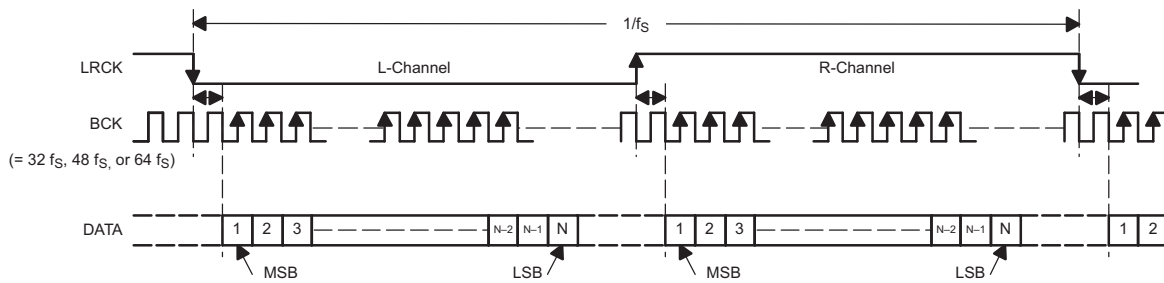 1/fS
LRCK
L-Channel
R-Channel
BCK
(= 32 fS, 48 fS, or 64 fS)
DATA
1 2 3 N–2 N–1 N 1 2 3 N–2 N–1 N 1 2
MSB LSB MSB LSB